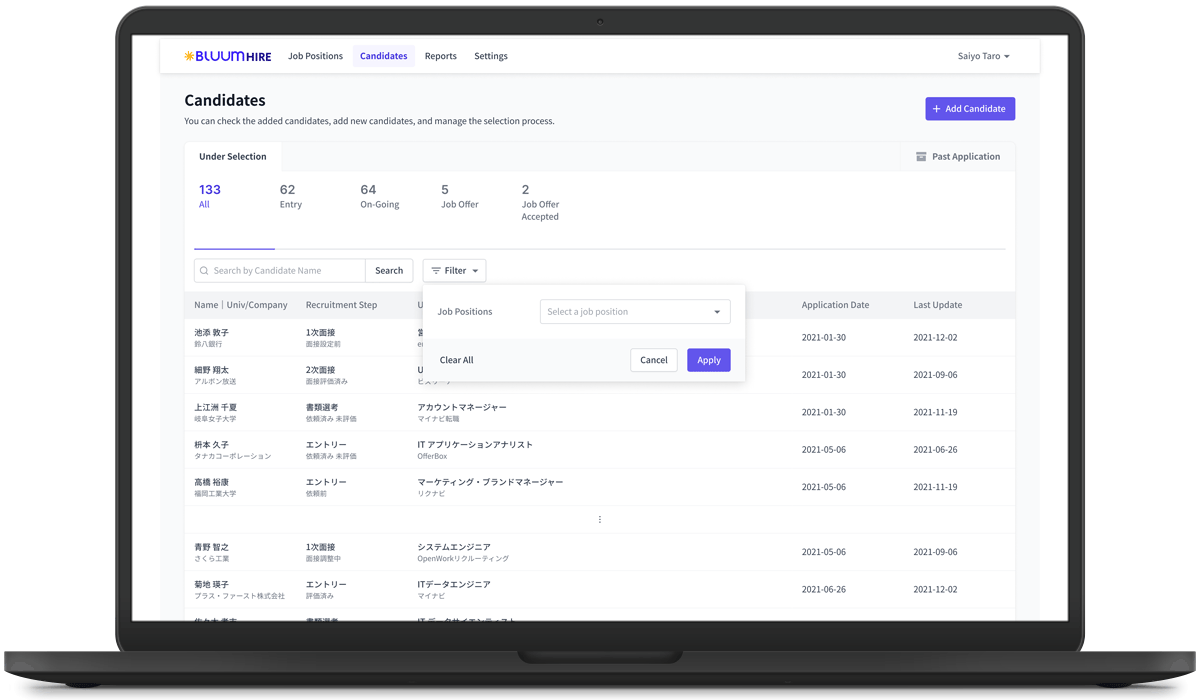 BLUUM HIRE Job Positions Candidates Reports Settings Saiyo Taro
Candidates
+ Add Candidate
You can check the added candidates, add new candidates, and manage the selection process.
Under Selection Past Application
133 62 64 5 2
All Entry On-Going Job Offer Job Offer
Accepted
Search by Candidate Name Search Filter
Name | Univ/Company Recruitment Step Application Date Last Update
Job Positions Select a job position
Clear All Cancel Apply
池添 敦子 1次面接 2021-01-30 2021-12-02
鈴八銀行 面接設定前
細野 翔太 2次面接 2021-01-30 2021-09-06
アルボン放送 面接評価済み
上江洲 千夏 書類選考 アカウントマネージャー 2021-01-30 2021-11-19
岐阜女子大学 依頼済み 未評価 マイナビ転職
枡本 久子 エントリー IT アプリケーションアナリスト 2021-05-06 2021-06-26
タナカコーポレーション 依頼済み 未評価 OfferBox
高橋 裕康 エントリー マーケティング・ブランドマネージャー 2021-05-06 2021-11-19
福岡工業大学 依頼前 リクナビ
青野 智之 1次面接 システムエンジニア 2021-05-06 2021-09-06
さくら工業 面接調整中 OpenWorkリクルーティング
菊地 瑛子 エントリー ITデータエンジニア 2021-06-26 2021-12-02
プラス・ファースト株式会社 評価済み マイナビ